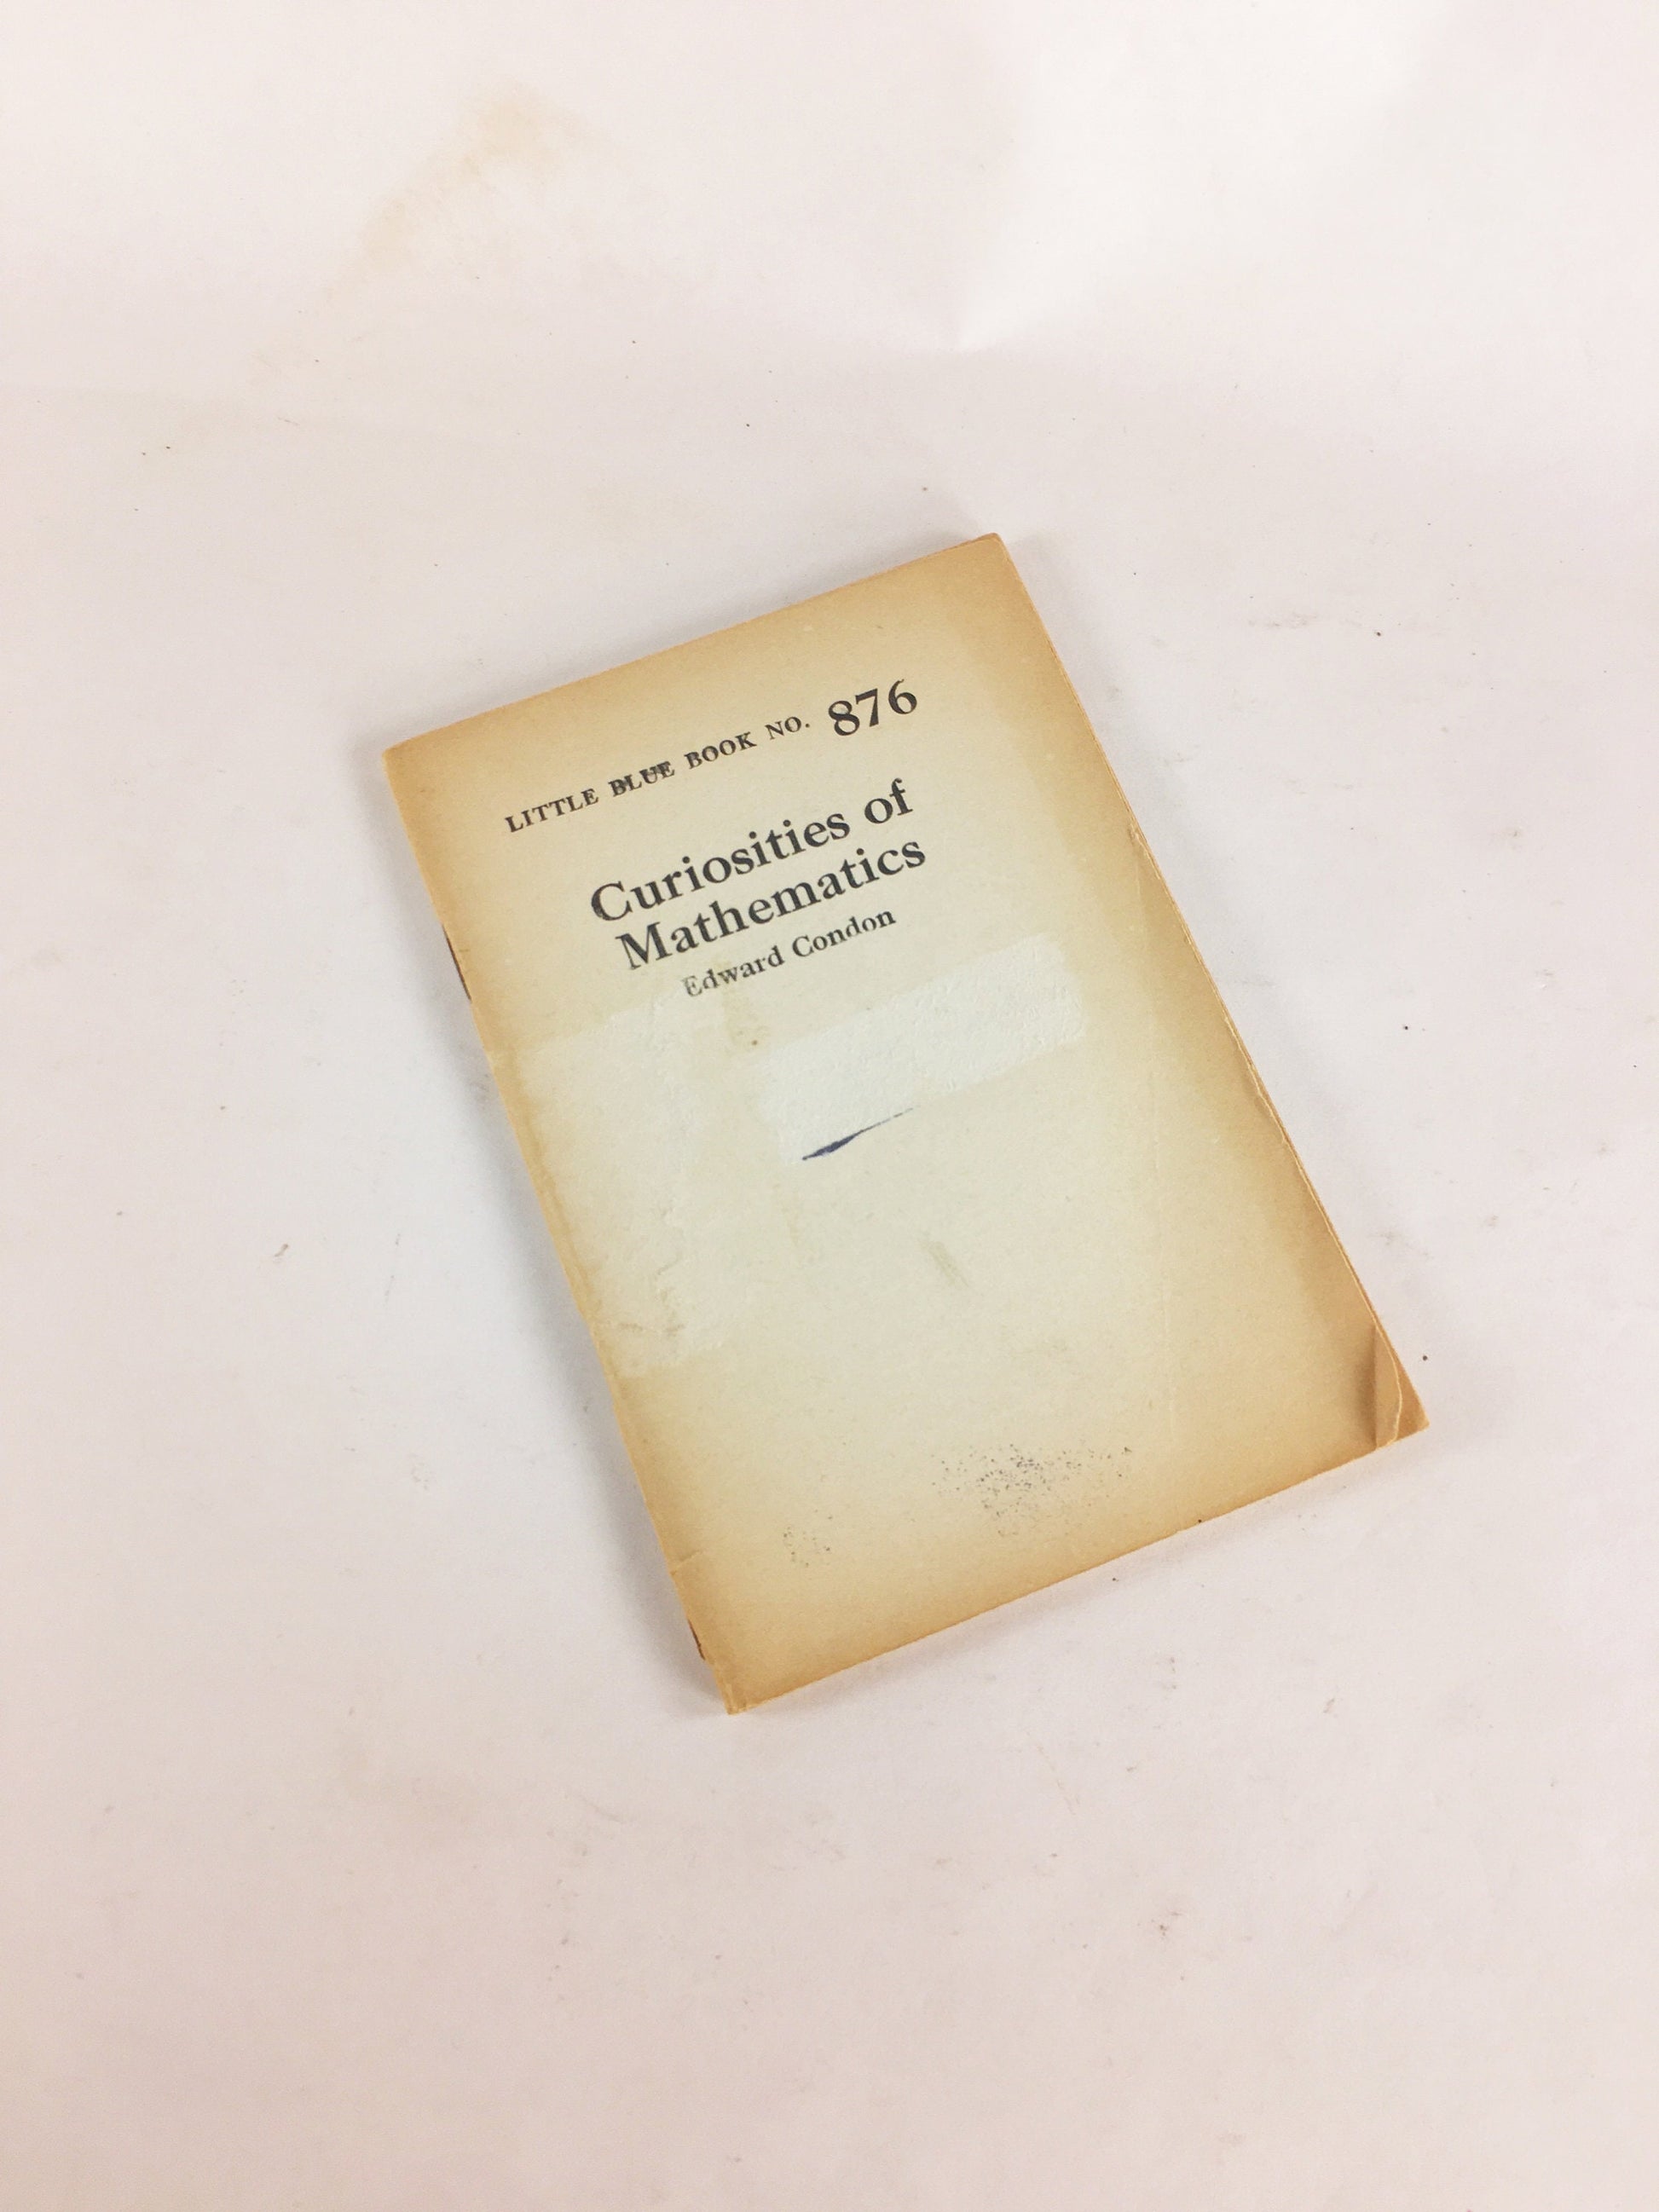 LITTLE BLUE BOOK NO. 876
Curiosities of
Mathematics
Edward Condon